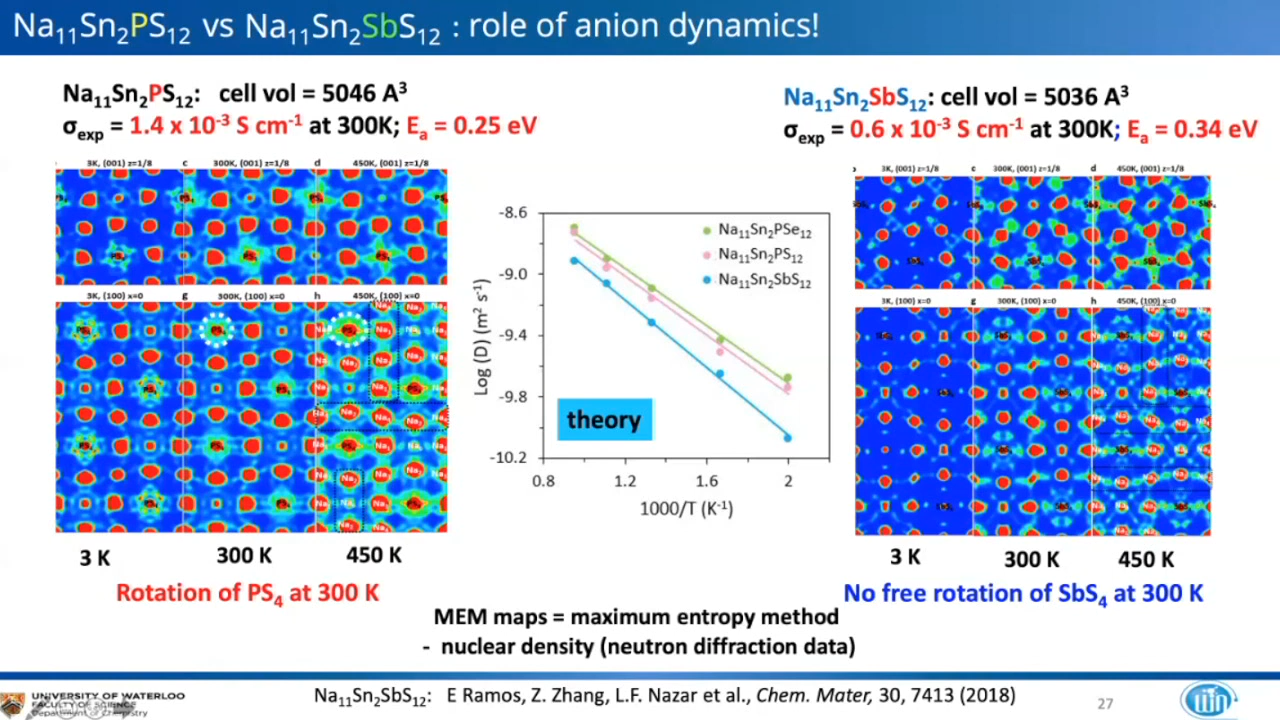 Na₁₁Sn₂PS₁₂ vs Na₁₁Sn₂SbS₁₂ : role of anion dynamics!
Na₁₁Sn₂PS₁₂: cell vol = 5046 A³
σexp = 1.4 x 10⁻³ S cm⁻¹ at 300K; Eₐ = 0.25 eV
Na₁₁Sn₂SbS₁₂: cell vol = 5036 A³
σexp = 0.6 x 10⁻³ S cm⁻¹ at 300K; Eₐ = 0.34 eV
3K, (001) z=1/8 c 300K, (001) z=1/8 d 450K, (001) z=1/8
3K, (100) x=0 g 300K, (100) x=0 h 450K, (100) x=0
3 K 300 K 450 K
Rotation of PS₄ at 300 K
-8.6
-9.0
-9.4
-9.8
-10.2
Log (D) (m² s⁻¹)
Na₁₁Sn₂PSe₁₂
Na₁₁Sn₂PS₁₂
Na₁₁Sn₂SbS₁₂
theory
0.8 1.2 1.6 2
1000/T (K⁻¹)
3K, (001) z=1/8 c 300K, (001) z=1/8 d 450K, (001) z=1/8
3K, (100) x=0 g 300K, (100) x=0 h 450K, (100) x=0
3 K 300 K 450 K
No free rotation of SbS₄ at 300 K
MEM maps = maximum entropy method
- nuclear density (neutron diffraction data)
UNIVERSITY OF WATERLOO
FACULTY OF SCIENCE
Department of Chemistry
Na₁₁Sn₂SbS₁₂: E Ramos, Z. Zhang, L.F. Nazar et al., Chem. Mater, 30, 7413 (2018)
27